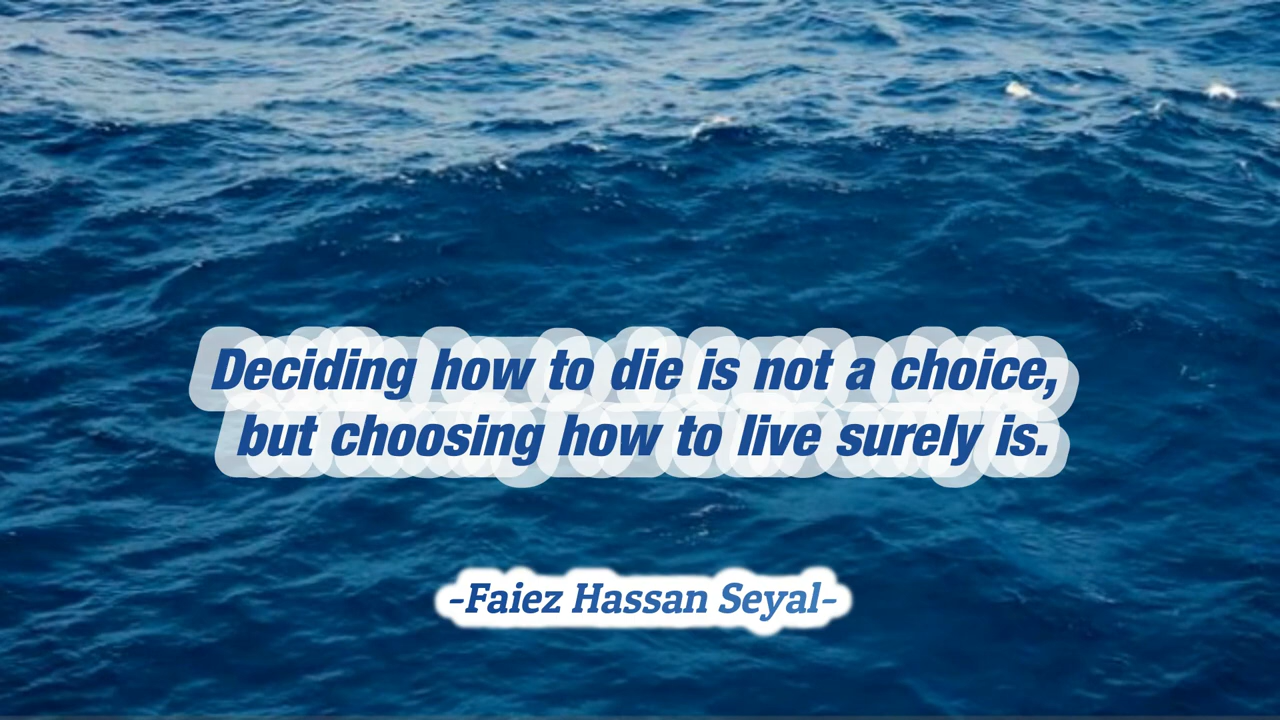 Deciding how to die is not a choice,
but choosing how to live surely is.
-Faiez Hassan Seyal-